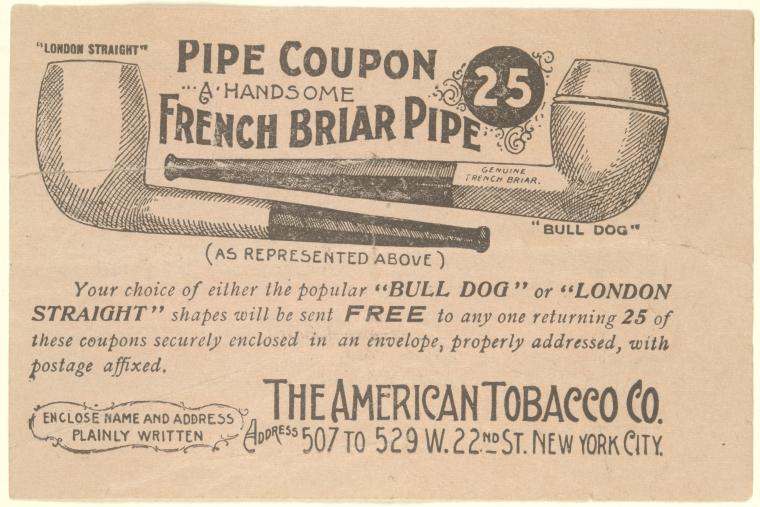 "LONDON STRAIGHT"
PIPE COUPON
25
A HANDSOME
FRENCH BRIAR PIPE
GENUINE
FRENCH BRIAR.
"BULL DOG"
(AS REPRESENTED ABOVE)
Your choice of either the popular "BULL DOG" or "LONDON
STRAIGHT" shapes will be sent FREE to any one returning 25 of
these coupons securely enclosed in an envelope, properly addressed, with
postage affixed.
THE AMERICAN TOBACCO CO.
ENCLOSE NAME AND ADDRESS
PLAINLY WRITTEN
ADDRESS 507 TO 529 W. 22ND ST. NEW YORK CITY.